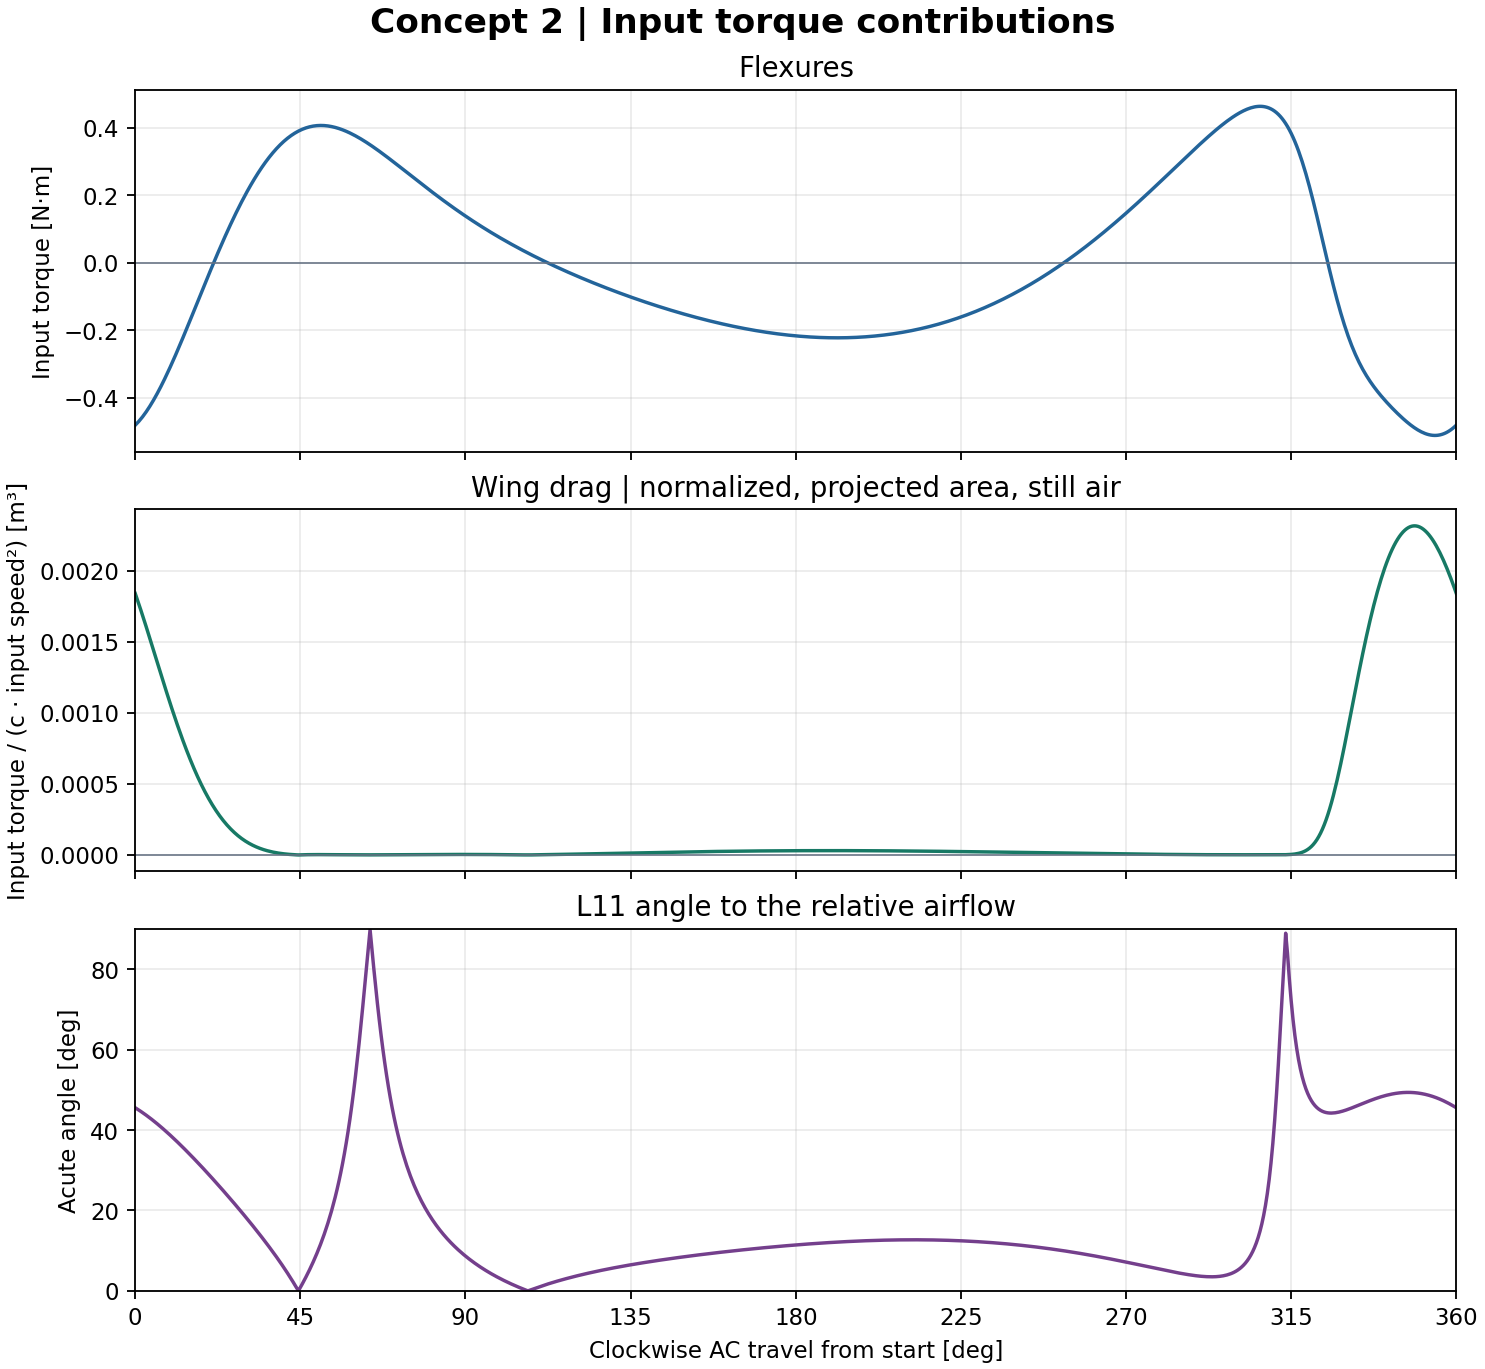 Concept 2 | Input torque contributions
Flexures
Input torque [N·m]
0.4
0.2
0.0
−0.2
−0.4
Wing drag | normalized, projected area, still air
Input torque / (c · input speed²) [m³]
0.0020
0.0015
0.0010
0.0005
0.0000
L11 angle to the relative airflow
Acute angle [deg]
80
60
40
20
0
0 45 90 135 180 225 270 315 360
Clockwise AC travel from start [deg]